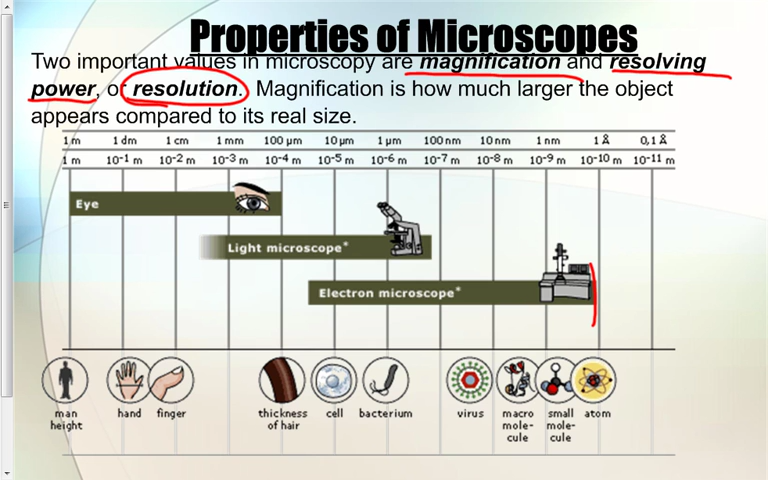 Properties of Microscopes
Two important values in microscopy are magnification and resolving
power, or resolution. Magnification is how much larger the object
appears compared to its real size.
1 m 1 dm 1 cm 1 mm 100 µm 10 µm 1 µm 100 nm 10 nm 1 nm 1 Å 0,1 Å
1 m 10⁻¹ m 10⁻² m 10⁻³ m 10⁻⁴ m 10⁻⁵ m 10⁻⁶ m 10⁻⁷ m 10⁻⁸ m 10⁻⁹ m 10⁻¹⁰ m 10⁻¹¹ m
Eye
Light microscope*
Electron microscope*
man hand finger thickness cell bacterium virus macro small atom
height of hair mole- mole-
cule cule